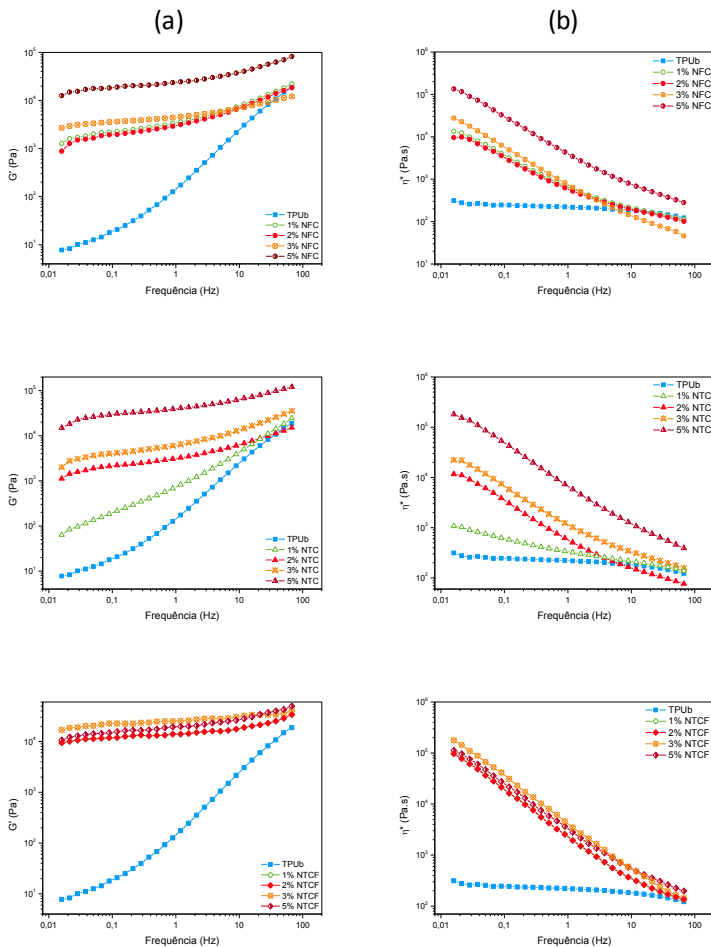 (a)
(b)
10⁵
10⁴
10³
10²
10¹
0,01
0,1
1
10
100
G' (Pa)
Frequência (Hz)
TPUb
1% NFC
2% NFC
3% NFC
5% NFC
10⁶
10⁵
10⁴
10³
10²
10¹
0,01
0,1
1
10
100
η* (Pa.s)
Frequência (Hz)
TPUb
1% NFC
2% NFC
3% NFC
5% NFC
10⁵
10⁴
10³
10²
10¹
0,01
0,1
1
10
100
G' (Pa)
Frequência (Hz)
TPUb
1% NTC
2% NTC
3% NTC
5% NTC
10⁶
10⁵
10⁴
10³
10²
0,01
0,1
1
10
100
η* (Pa.s)
Frequência (Hz)
TPUb
1% NTC
2% NTC
3% NTC
5% NTC
10⁴
10³
10²
10¹
0,01
0,1
1
10
100
G' (Pa)
Frequência (Hz)
TPUb
1% NTCF
2% NTCF
3% NTCF
5% NTCF
10⁶
10⁵
10⁴
10³
10²
0,01
0,1
1
10
100
η* (Pa.s)
Frequência (Hz)
TPUb
1% NTCF
2% NTCF
3% NTCF
5% NTCF